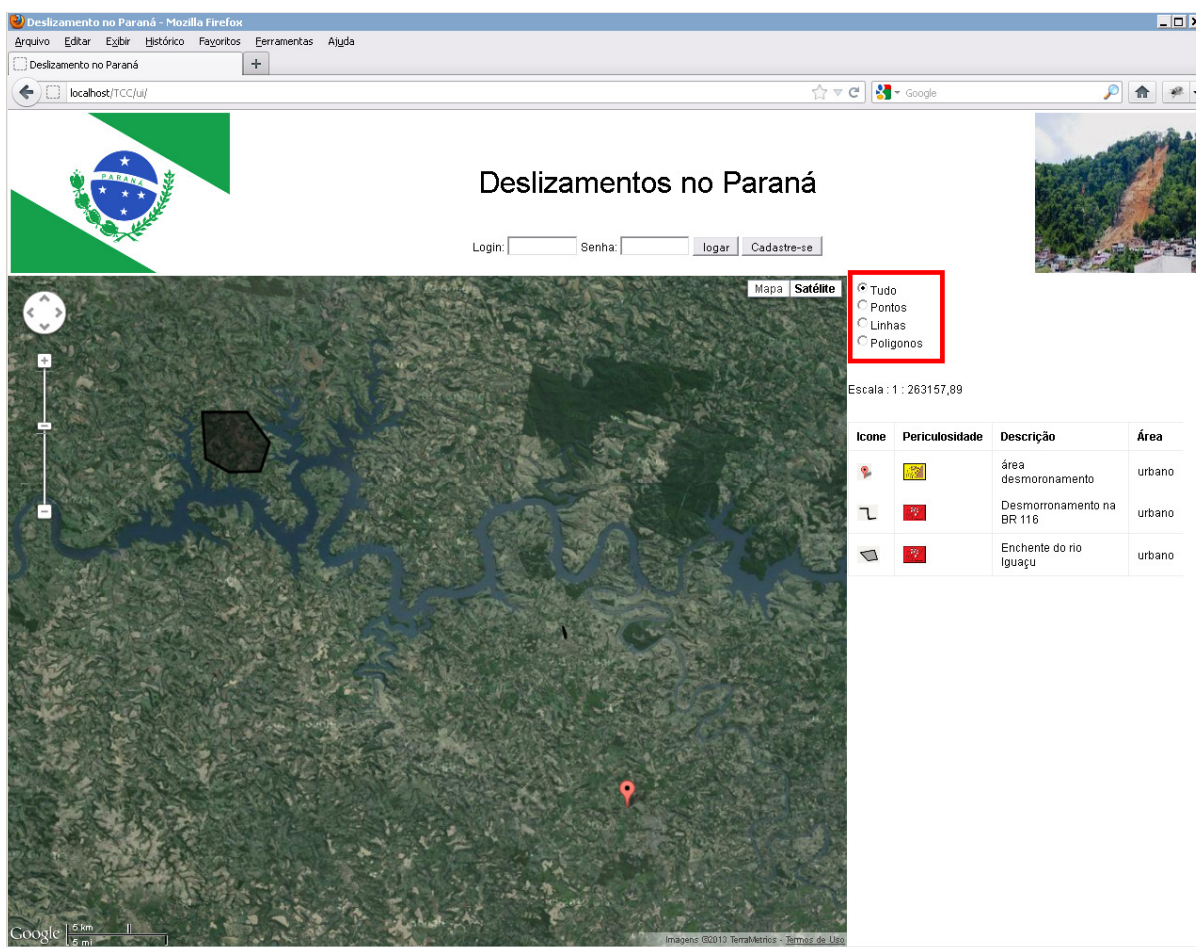 Deslizamento no Paraná - Mozilla Firefox
Arquivo Editar Exibir Histórico Favoritos Ferramentas Ajuda
Deslizamento no Paraná +
localhost/TCC/ui/ Google
PARANÁ
Deslizamentos no Paraná
Login: Senha: logar Cadastre-se
Mapa Satélite
Tudo
Pontos
Linhas
Poligonos
Escala : 1 : 263157,89
Icone Periculosidade Descrição Área
área
desmoronamento urbano
Desmorronamento na
BR 116 urbano
Enchente do rio
Iguaçu urbano
Google
5 km
5 mi
Imagens ©2013 TerraMetrics - Termos de Uso